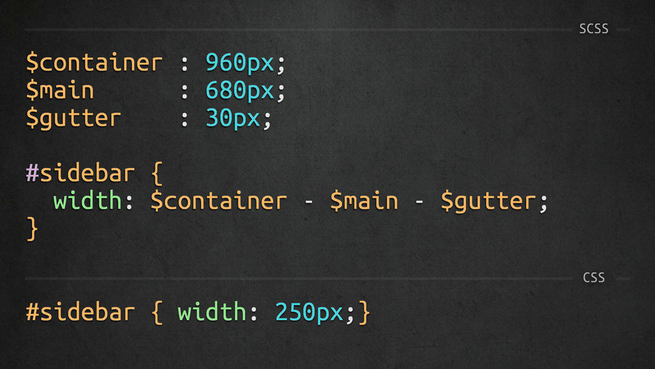 SCSS
$container : 960px;
$main : 680px;
$gutter : 30px;
#sidebar {
width: $container - $main - $gutter;
}
CSS
#sidebar { width: 250px;}